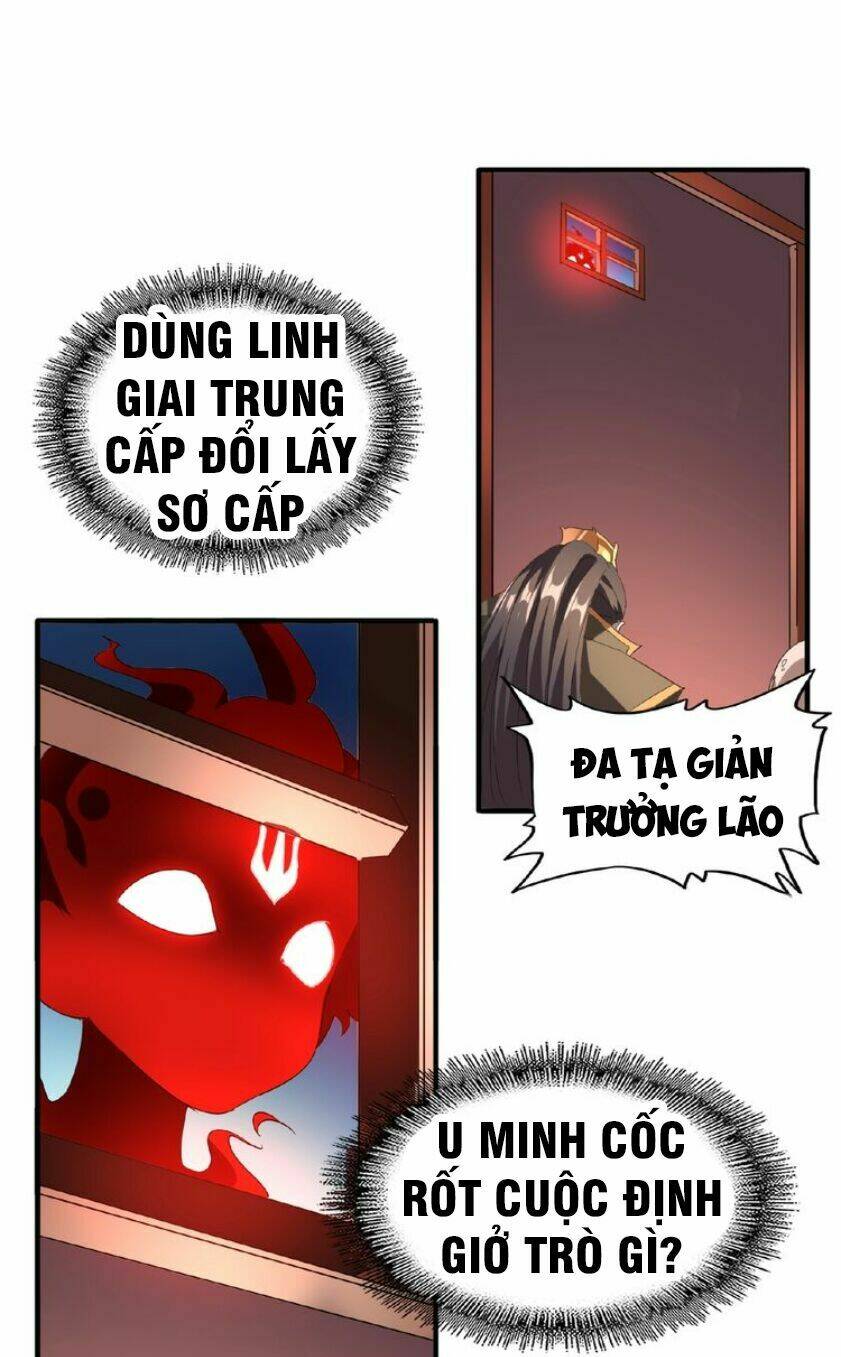 DÙNG LINH
GIAI TRUNG
CẤP ĐỔI LẤY
SƠ CẤP
ĐA TẠ GIẢN
TRƯỞNG LÃO
U MINH CỐC
RỐT CUỘC ĐỊNH
GIỞ TRÒ GÌ?